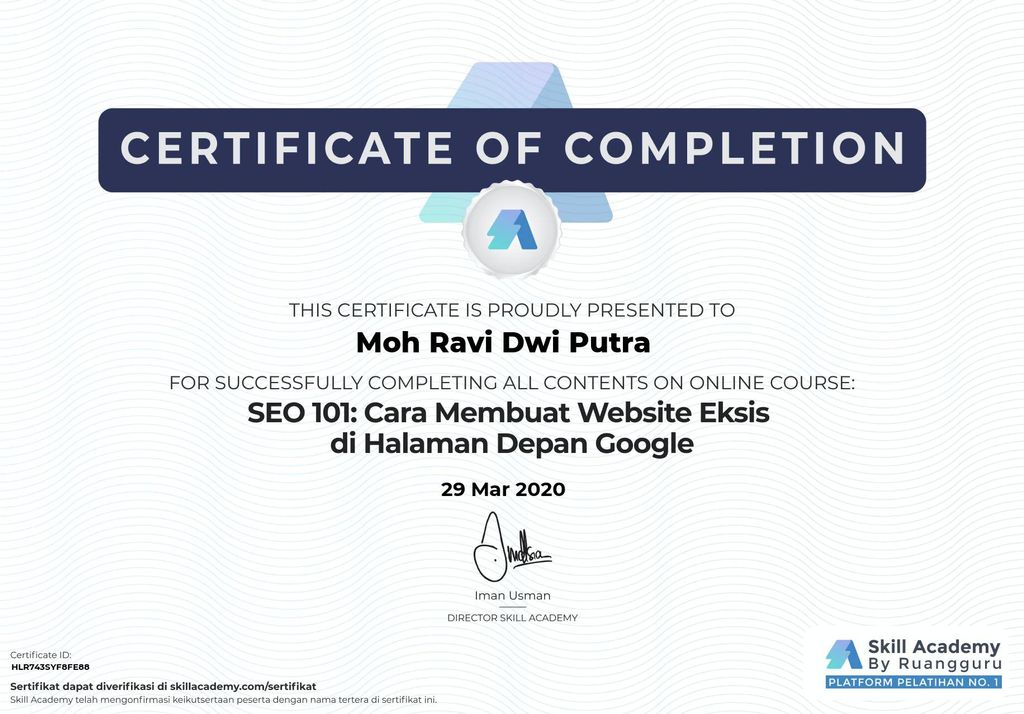 CERTIFICATE OF COMPLETION
THIS CERTIFICATE IS PROUDLY PRESENTED TO
Moh Ravi Dwi Putra
FOR SUCCESSFULLY COMPLETING ALL CONTENTS ON ONLINE COURSE:
SEO 101: Cara Membuat Website Eksis
di Halaman Depan Google
29 Mar 2020
Iman Usman
DIRECTOR SKILL ACADEMY
Certificate ID:
HLR743SYF8FE88
Sertifikat dapat diverifikasi di skillacademy.com/sertifikat
Skill Academy telah mengonfirmasi keikutsertaan peserta dengan nama tertera di sertifikat ini.
Skill Academy
By Ruangguru
PLATFORM PELATIHAN NO. 1